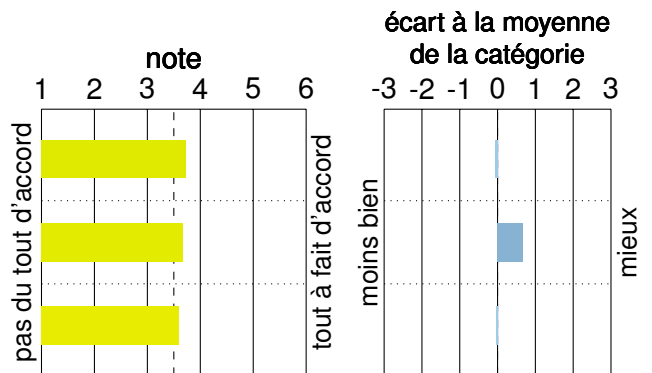 note
1 2 3 4 5 6
pas du tout d'accord
tout à fait d'accord
écart à la moyenne
de la catégorie
-3 -2 -1 0 1 2 3
moins bien
mieux